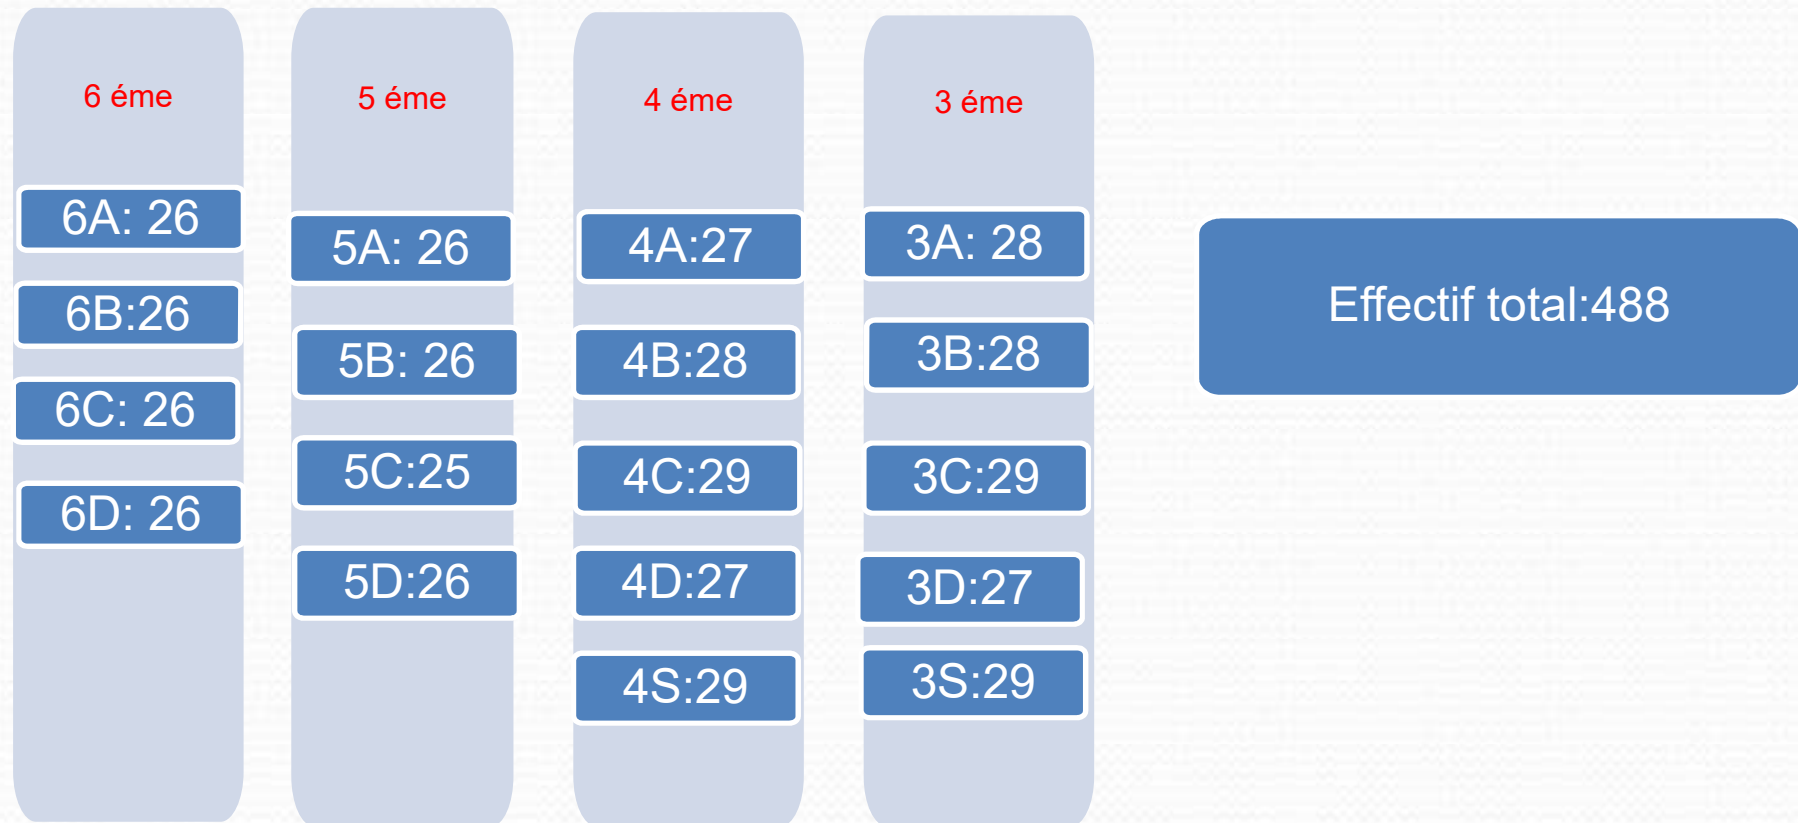 6 éme
6A: 26
6B:26
6C: 26
6D: 26
5 éme
5A: 26
5B: 26
5C:25
5D:26
4 éme
4A:27
4B:28
4C:29
4D:27
4S:29
3 éme
3A: 28
3B:28
3C:29
3D:27
3S:29
Effectif total:488